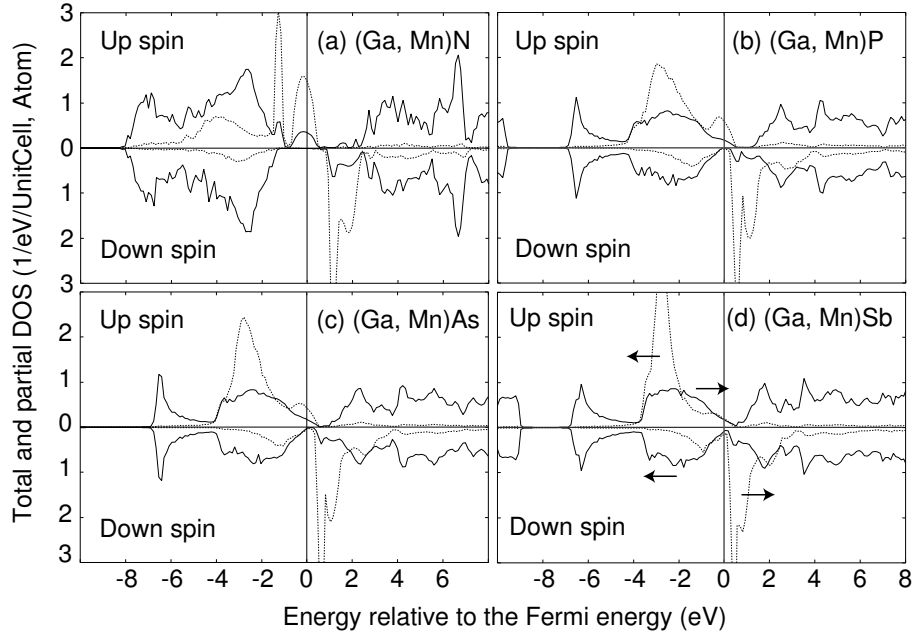 Total and partial DOS (1/eV/UnitCell, Atom)
3 Up spin (a) (Ga, Mn)N
2
1
0
1
2 Down spin
3
Up spin (b) (Ga, Mn)P
Down spin
3 Up spin (c) (Ga, Mn)As
2
1
0
1
2 Down spin
3
Up spin (d) (Ga, Mn)Sb
Down spin
-8 -6 -4 -2 0 2 4 6 -8 -6 -4 -2 0 2 4 6 8
Energy relative to the Fermi energy (eV)